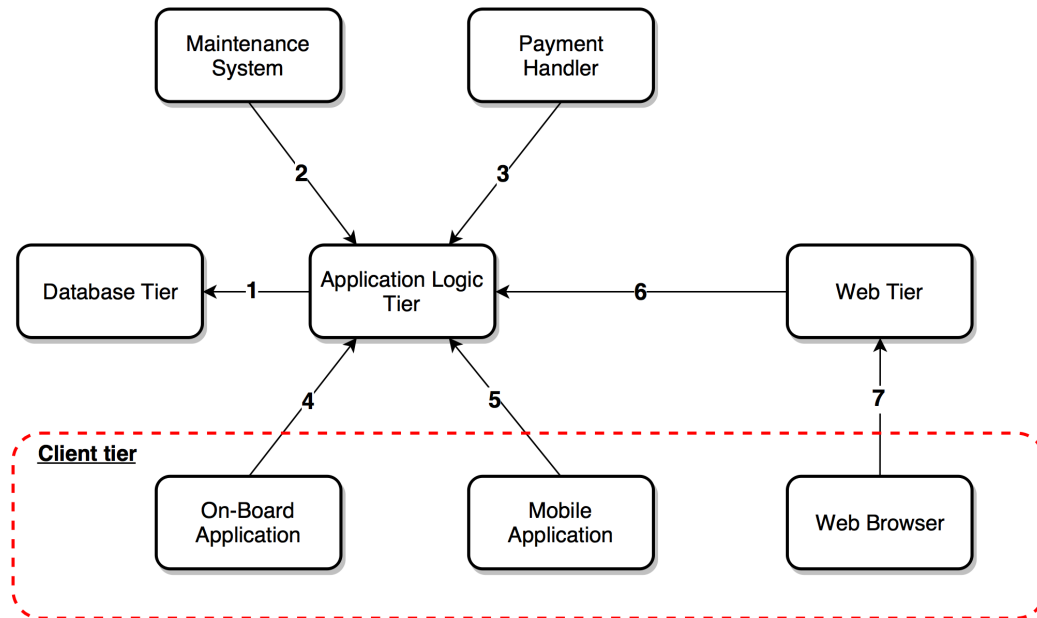 Maintenance
System
Payment
Handler
2
3
Database Tier
1
Application Logic
Tier
6
Web Tier
4
5
7
Client tier
On-Board
Application
Mobile
Application
Web Browser